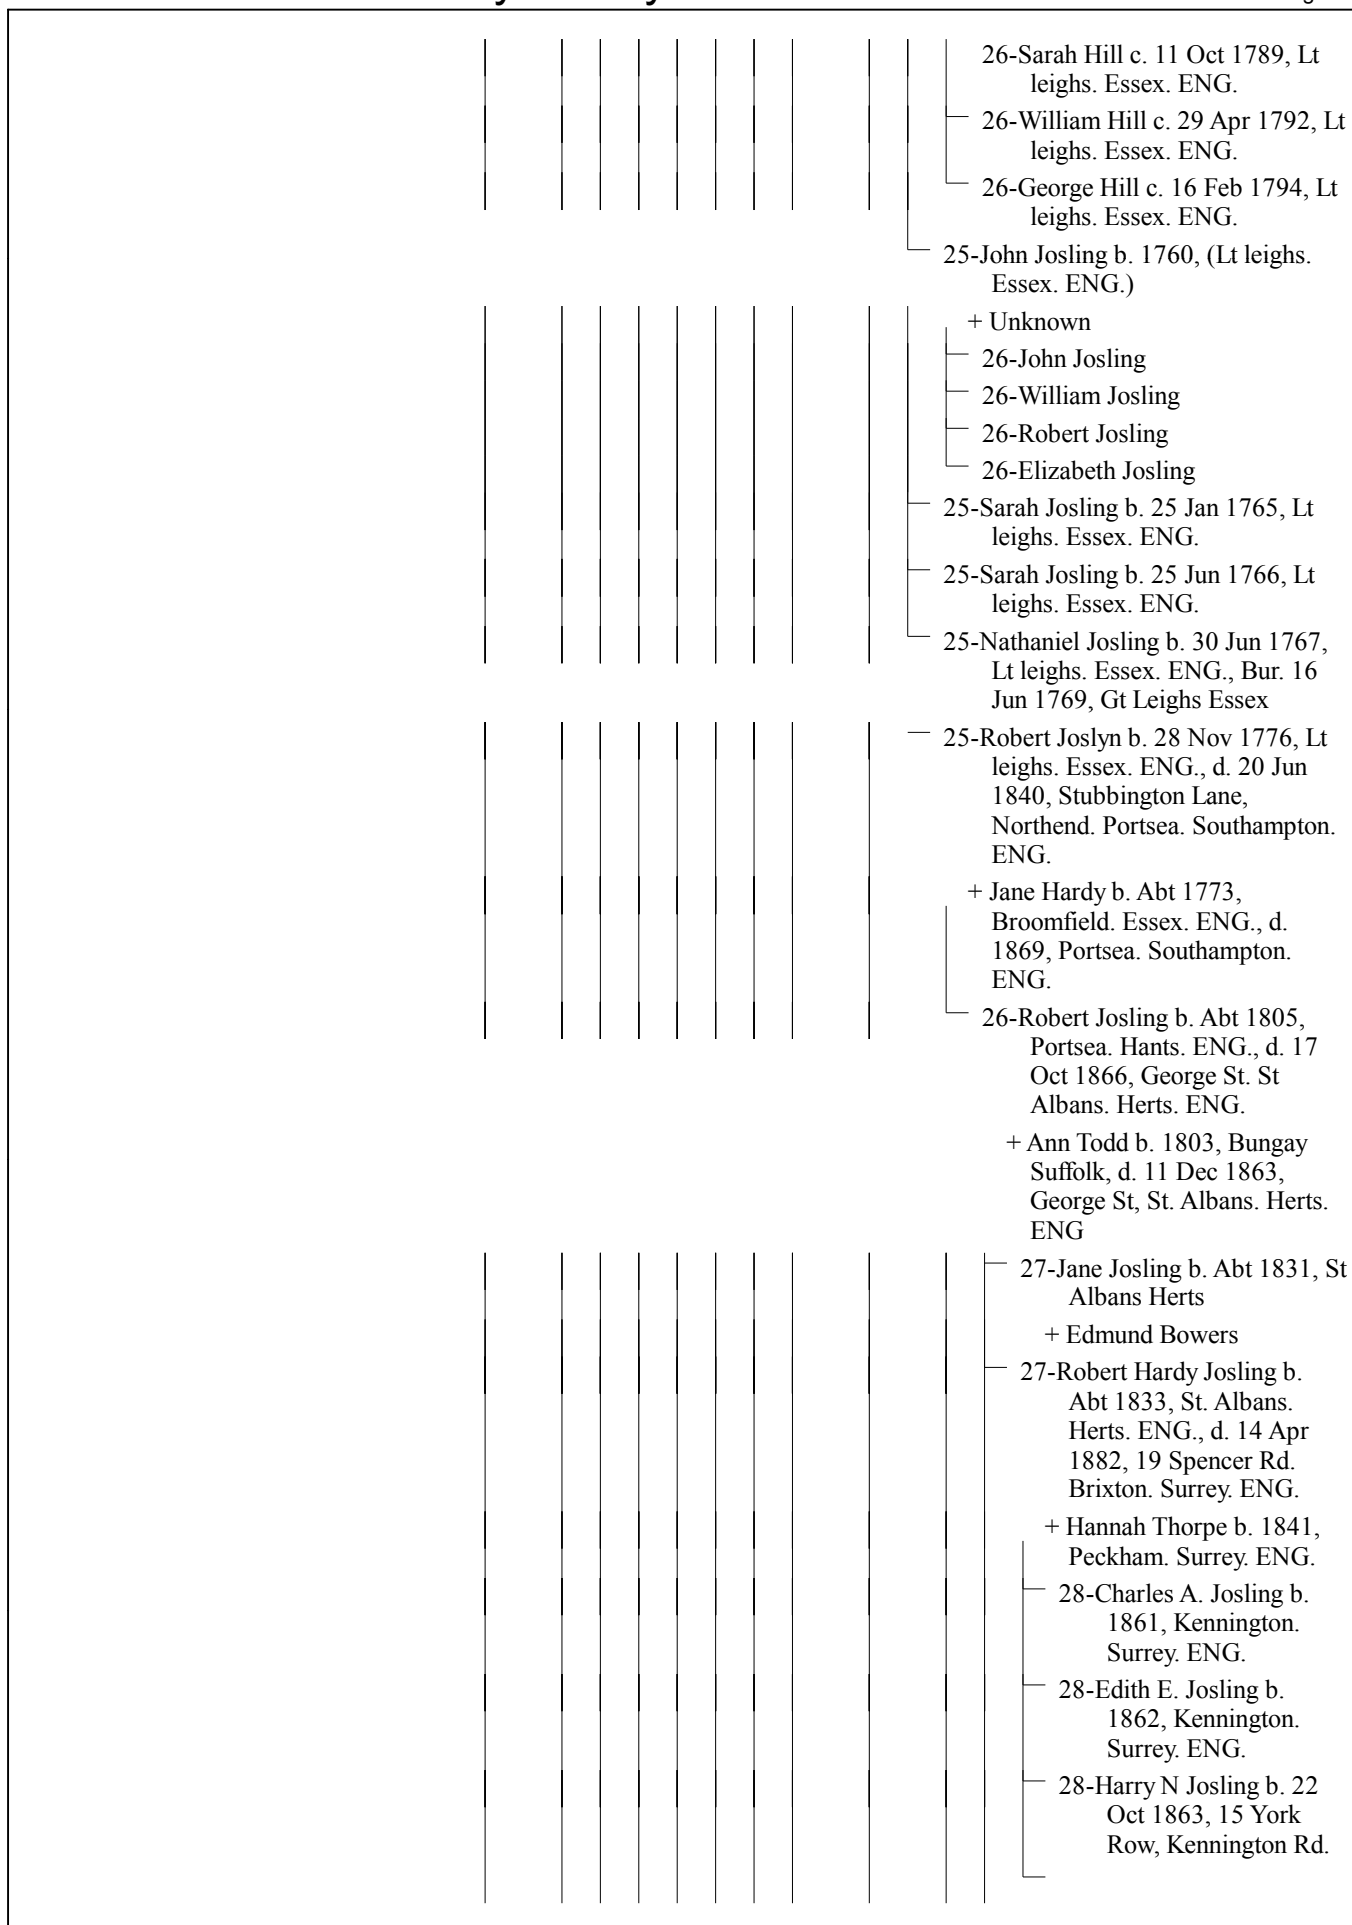 26-Sarah Hill c. 11 Oct 1789, Lt
leighs. Essex. ENG.
26-William Hill c. 29 Apr 1792, Lt
leighs. Essex. ENG.
26-George Hill c. 16 Feb 1794, Lt
leighs. Essex. ENG.
25-John Josling b. 1760, (Lt leighs.
Essex. ENG.)
+ Unknown
26-John Josling
26-William Josling
26-Robert Josling
26-Elizabeth Josling
25-Sarah Josling b. 25 Jan 1765, Lt
leighs. Essex. ENG.
25-Sarah Josling b. 25 Jun 1766, Lt
leighs. Essex. ENG.
25-Nathaniel Josling b. 30 Jun 1767,
Lt leighs. Essex. ENG., Bur. 16
Jun 1769, Gt Leighs Essex
25-Robert Joslyn b. 28 Nov 1776, Lt
leighs. Essex. ENG., d. 20 Jun
1840, Stubbington Lane,
Northend. Portsea. Southampton.
ENG.
+ Jane Hardy b. Abt 1773,
Broomfield. Essex. ENG., d.
1869, Portsea. Southampton.
ENG.
26-Robert Josling b. Abt 1805,
Portsea. Hants. ENG., d. 17
Oct 1866, George St. St
Albans. Herts. ENG.
+ Ann Todd b. 1803, Bungay
Suffolk, d. 11 Dec 1863,
George St, St. Albans. Herts.
ENG
27-Jane Josling b. Abt 1831, St
Albans Herts
+ Edmund Bowers
27-Robert Hardy Josling b.
Abt 1833, St. Albans.
Herts. ENG., d. 14 Apr
1882, 19 Spencer Rd.
Brixton. Surrey. ENG.
+ Hannah Thorpe b. 1841,
Peckham. Surrey. ENG.
28-Charles A. Josling b.
1861, Kennington.
Surrey. ENG.
28-Edith E. Josling b.
1862, Kennington.
Surrey. ENG.
28-Harry N Josling b. 22
Oct 1863, 15 York
Row, Kennington Rd.